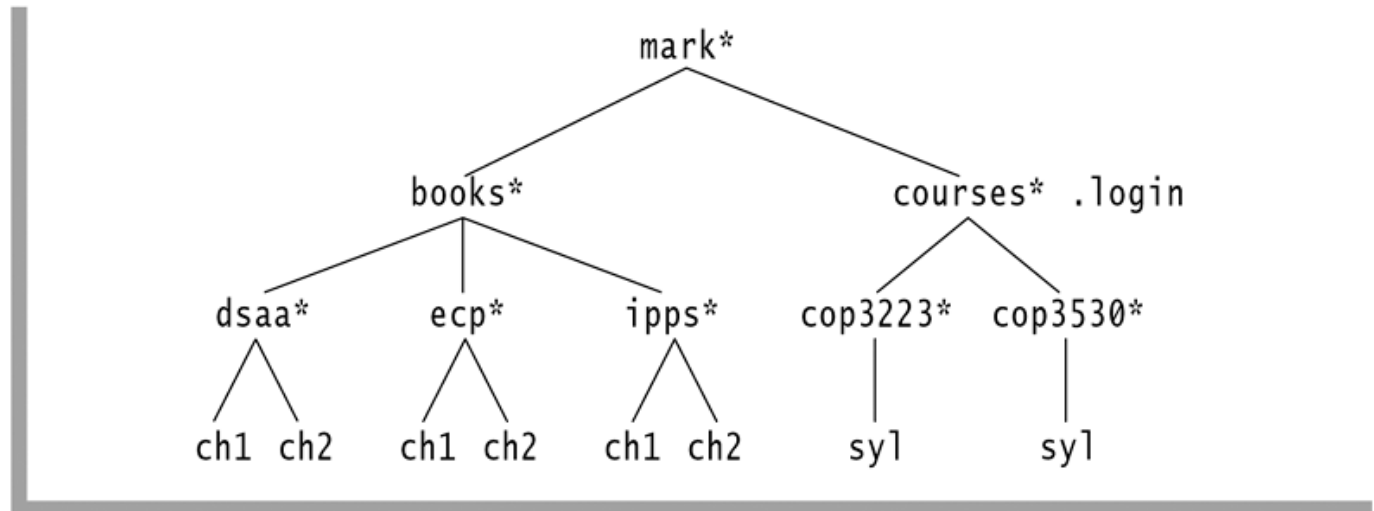 mark*
books* courses* .login
dsaa* ecp* ipps* cop3223* cop3530*
ch1 ch2 ch1 ch2 ch1 ch2 syl syl